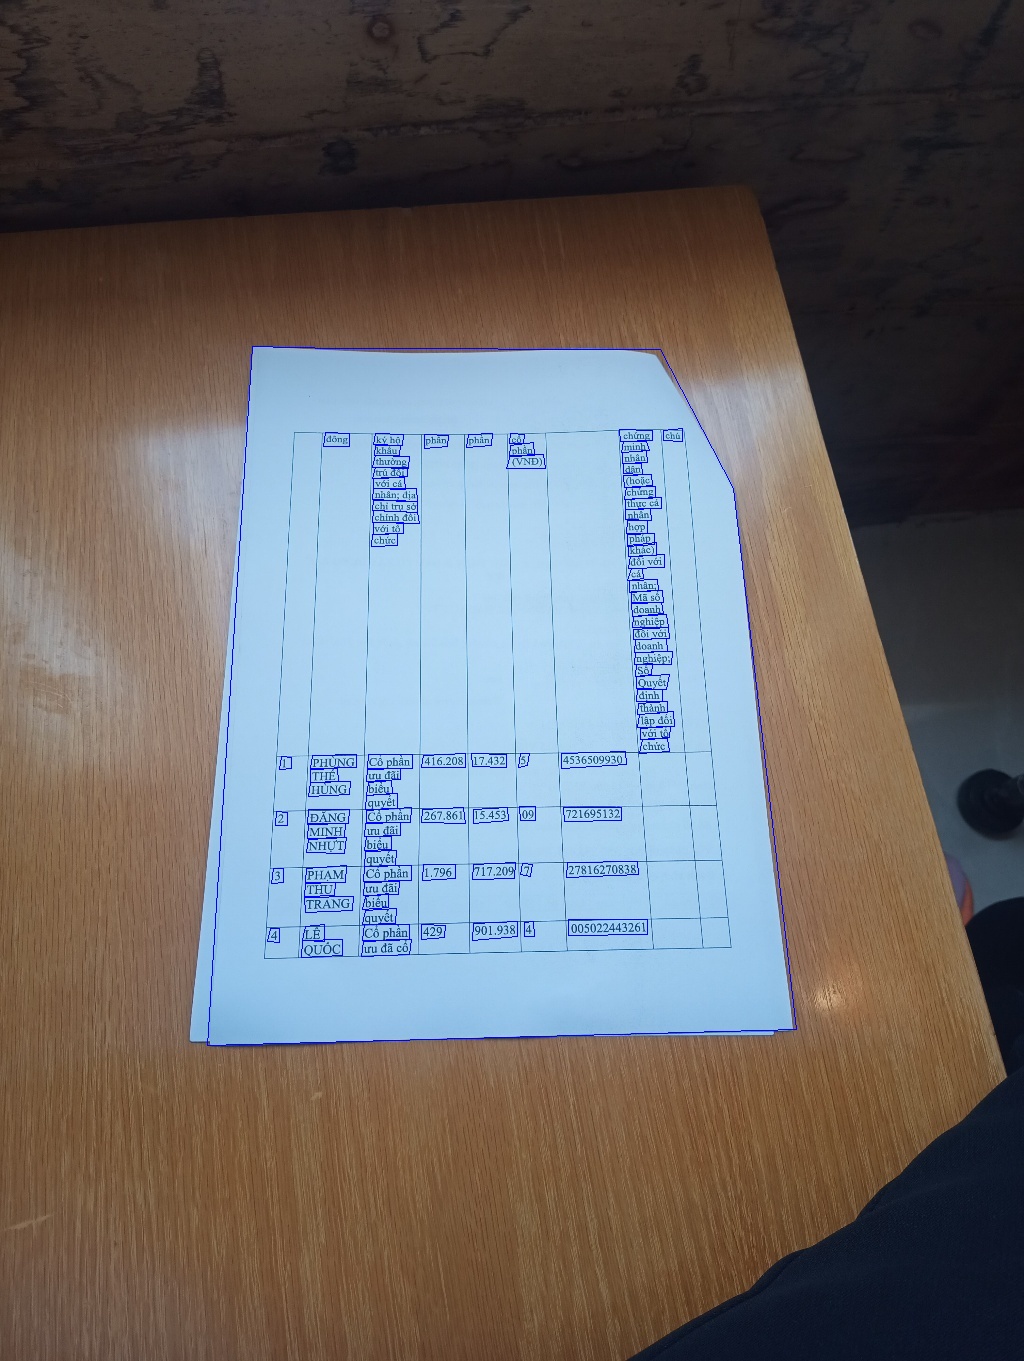 đông
ký hộ
khẩu
thường
trú đối
với cá
nhân; địa
chỉ trụ sở
chính đối
với tổ
chức
phần
phần
cổ
phần
(VNĐ)
chứng
minh
nhân
dân
(hoặc
chứng
thực cá
nhân
hợp
pháp
khác)
đối với
cá
nhân;
Mã số
doanh
nghiệp
đối với
doanh
nghiệp;
Số
Quyết
định
thành
lập đối
với tổ
chức
chú
1 PHÙNG Cổ phần 416.208 17.432 5 4536509930
THẾ ưu đãi
HÙNG biểu
quyết
2 ĐẶNG Cổ phần 267.861 15.453 09 721695132
MINH ưu đãi
NHỰT biểu
quyết
3 PHẠM Cổ phần 1.796 717.209 7 27816270838
THU ưu đãi
TRANG biểu
quyết
4 LÊ Cổ phần 429 901.938 4 005022443261
QUỐC ưu đã cổ